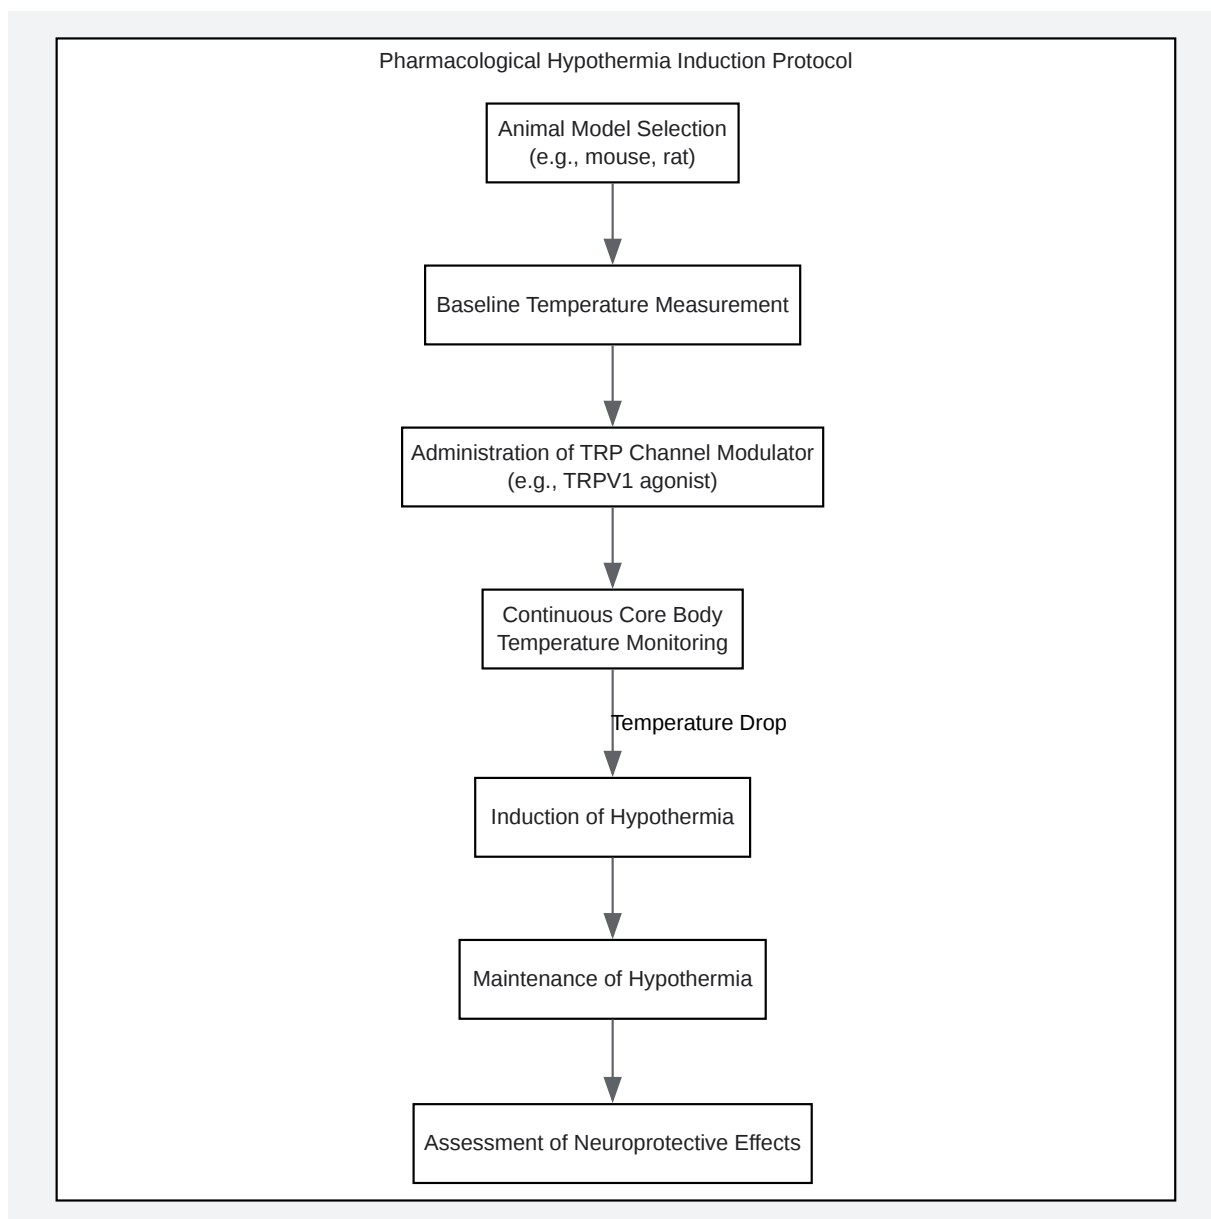 Pharmacological Hypothermia Induction Protocol
Animal Model Selection
(e.g., mouse, rat)
Baseline Temperature Measurement
Administration of TRP Channel Modulator
(e.g., TRPV1 agonist)
Continuous Core Body
Temperature Monitoring
Temperature Drop
Induction of Hypothermia
Maintenance of Hypothermia
Assessment of Neuroprotective Effects